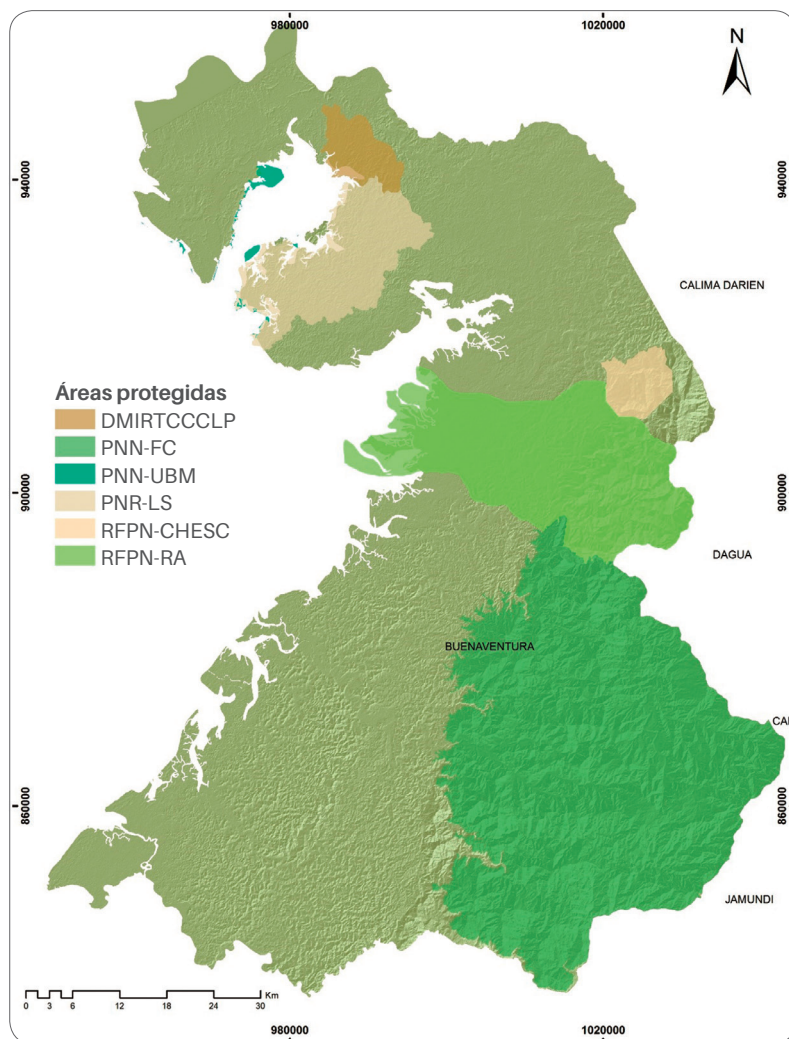 980000
1020000
N
940000
940000
CALIMA DARIEN
Áreas protegidas
DMIRTCCCLP
PNN-FC
PNN-UBM
PNR-LS
RFPN-CHESC
RFPN-RA
900000
900000
DAGUA
BUENAVENTURA
CAL
860000
860000
JAMUNDI
Km
0 3 6 12 18 24 30
980000
1020000